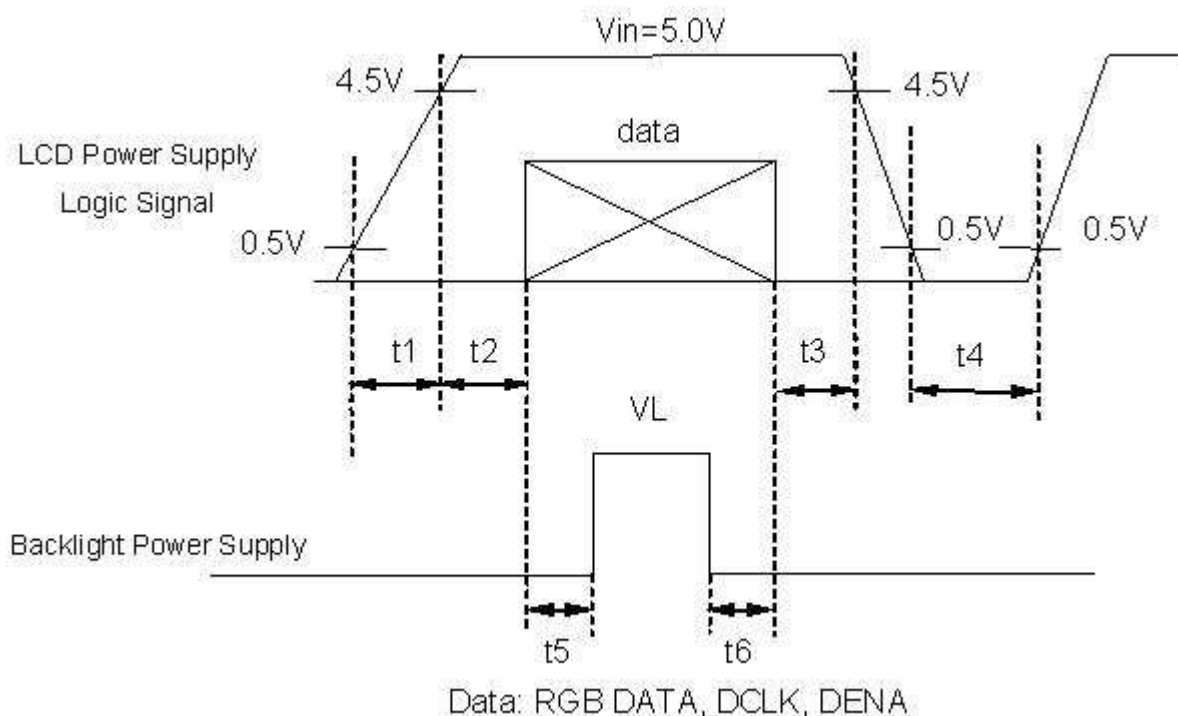 Vin=5.0V
4.5V
4.5V
data
LCD Power Supply
Logic Signal
0.5V
0.5V
0.5V
t1
t2
t3
t4
VL
Backlight Power Supply
t5
t6
Data: RGB DATA, DCLK, DENA